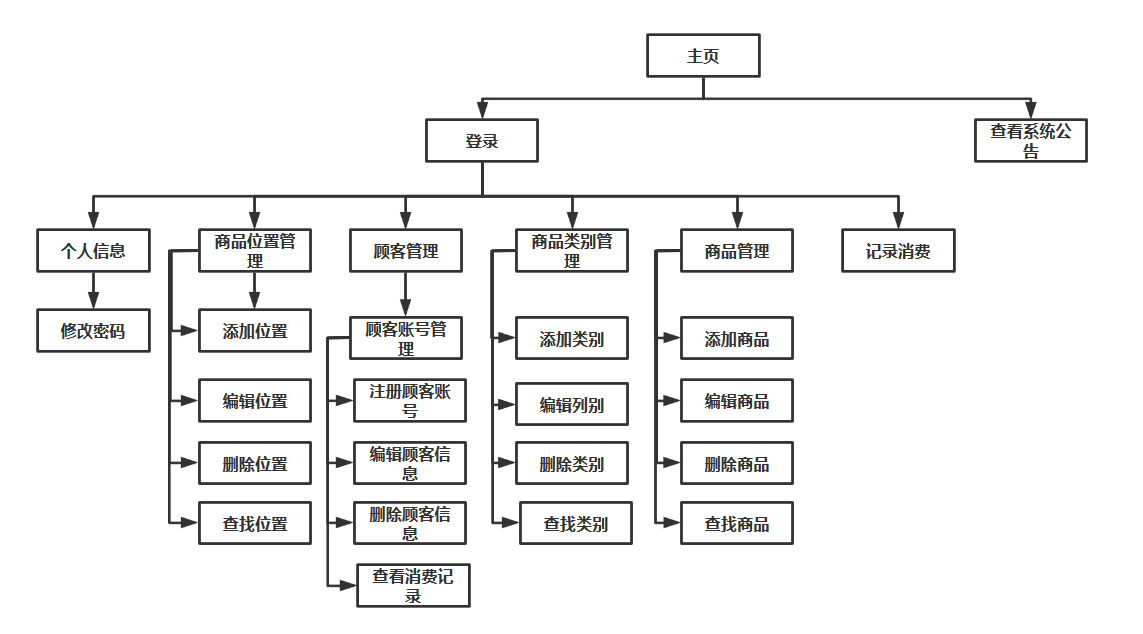 主页
登录
查看系统公
告
个人信息
商品位置管
理
顾客管理
商品类别管
理
商品管理
记录消费
修改密码
添加位置
顾客账号管
理
添加类别
添加商品
编辑位置
注册顾客账
号
编辑列别
编辑商品
删除位置
编辑顾客信
息
删除类别
删除商品
查找位置
删除顾客信
息
查找类别
查找商品
查看消费记
录